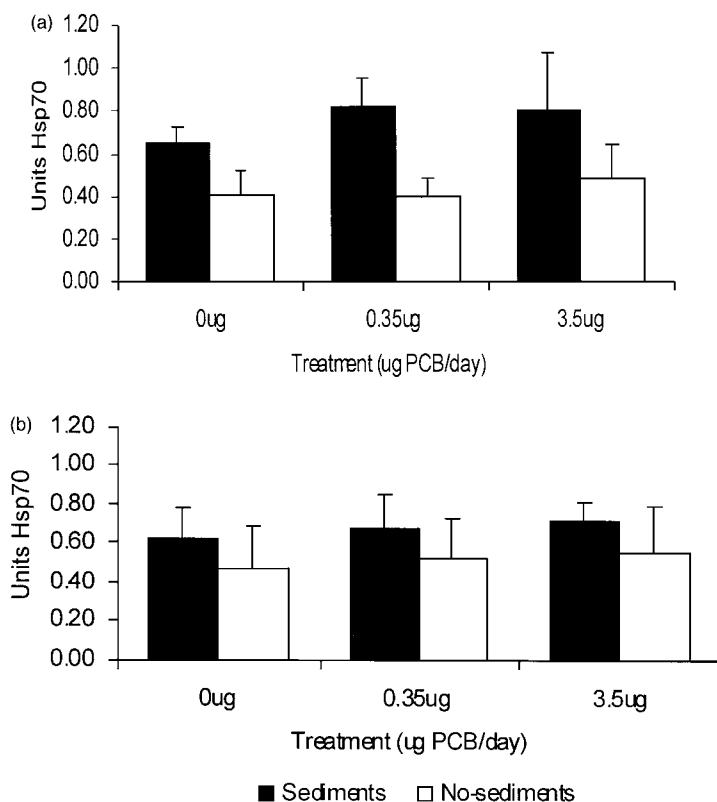 (a)
Units Hsp70
1.20
1.00
0.80
0.60
0.40
0.20
0.00
0ug 0.35ug 3.5ug
Treatment (ug PCB/day)
(b)
Units Hsp70
1.20
1.00
0.80
0.60
0.40
0.20
0.00
0ug 0.35ug 3.5ug
Treatment (ug PCB/day)
Sediments No-sediments